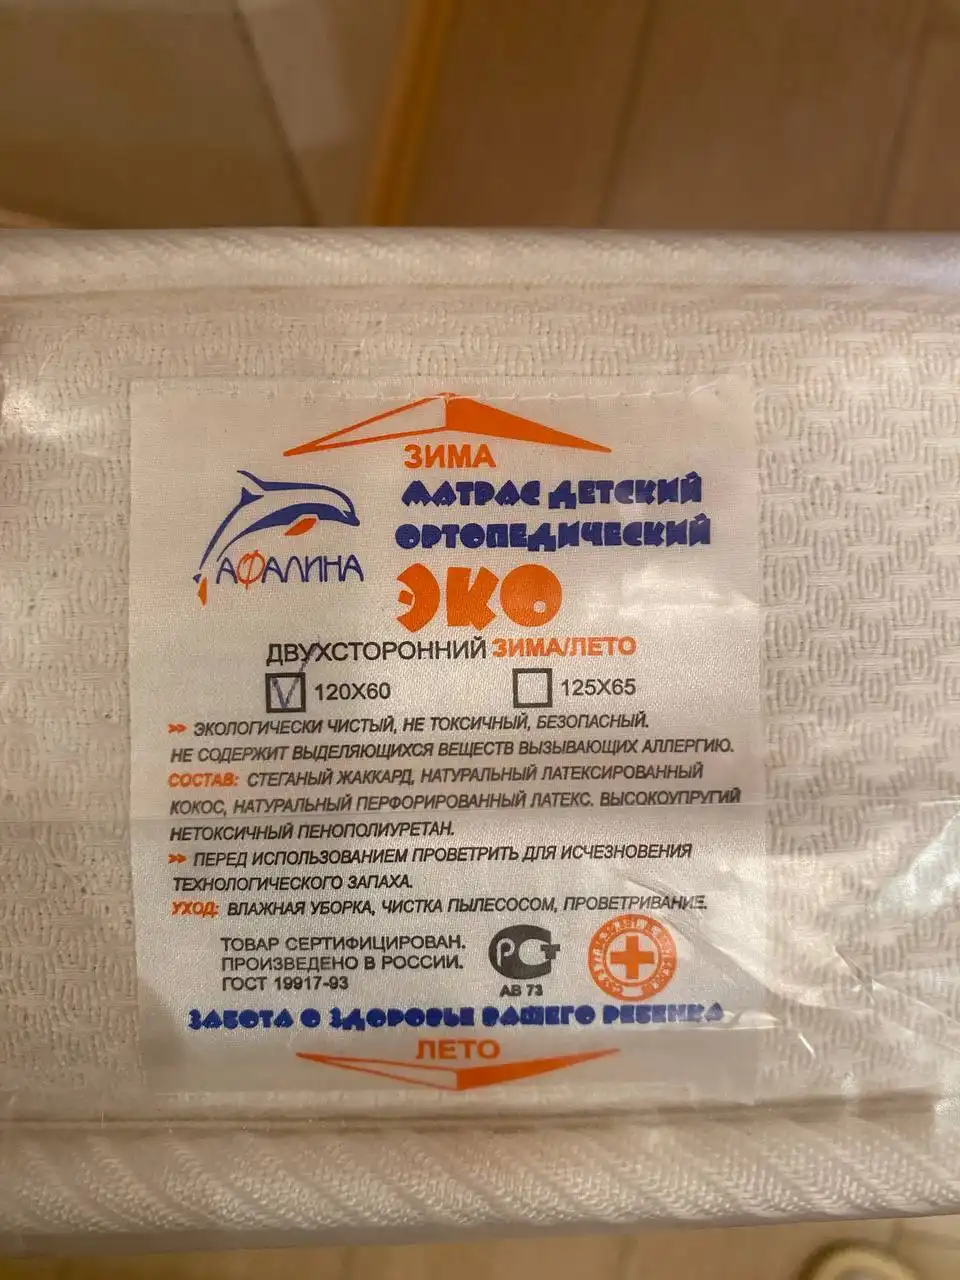 ЗИМА
МАТРАС ДЕТСКИЙ
ОРТОПЕДИЧЕСКИЙ
АФАЛИНА
ЭКО
ДВУХСТОРОННИЙ ЗИМА/ЛЕТО
120X60 125X65
>> ЭКОЛОГИЧЕСКИ ЧИСТЫЙ, НЕ ТОКСИЧНЫЙ, БЕЗОПАСНЫЙ.
НЕ СОДЕРЖИТ ВЫДЕЛЯЮЩИХСЯ ВЕЩЕСТВ ВЫЗЫВАЮЩИХ АЛЛЕРГИЮ.
СОСТАВ: СТЕГАНЫЙ ЖАККАРД, НАТУРАЛЬНЫЙ ЛАТЕКСИРОВАННЫЙ
КОКОС, НАТУРАЛЬНЫЙ ПЕРФОРИРОВАННЫЙ ЛАТЕКС. ВЫСОКОУПРУГИЙ
НЕТОКСИЧНЫЙ ПЕНОПОЛИУРЕТАН.
>> ПЕРЕД ИСПОЛЬЗОВАНИЕМ ПРОВЕТРИТЬ ДЛЯ ИСЧЕЗНОВЕНИЯ
ТЕХНОЛОГИЧЕСКОГО ЗАПАХА.
УХОД: ВЛАЖНАЯ УБОРКА, ЧИСТКА ПЫЛЕСОСОМ, ПРОВЕТРИВАНИЕ.
ТОВАР СЕРТИФИЦИРОВАН.
ПРОИЗВЕДЕНО В РОССИИ.
ГОСТ 19917-93
РСТ
АВ 73
ЗАБОТА О ЗДОРОВЬЕ ВАШЕГО РЕБЕНКА
ЛЕТО